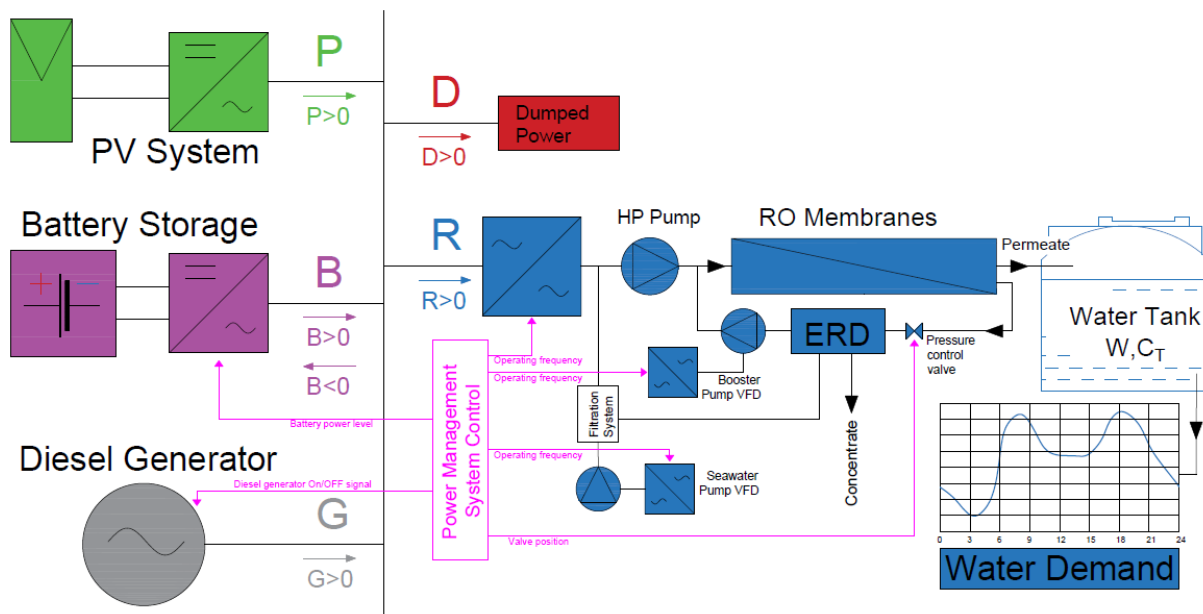 P
P>0
PV System
D
D>0
Dumped
Power
Battery Storage
B
B>0
B<0
R
R>0
HP Pump
RO Membranes
Permeate
ERD
Pressure
control
valve
Water Tank
W,C_T
Operating frequency
Operating frequency
Booster
Pump VFD
Filtration
System
Battery power level
Power Management
System Control
Operating frequency
Seawater
Pump VFD
Concentrate
Diesel Generator
Diesel generator On/OFF signal
G
G>0
Valve position
0 3 6 9 12 15 18 21 24
Water Demand